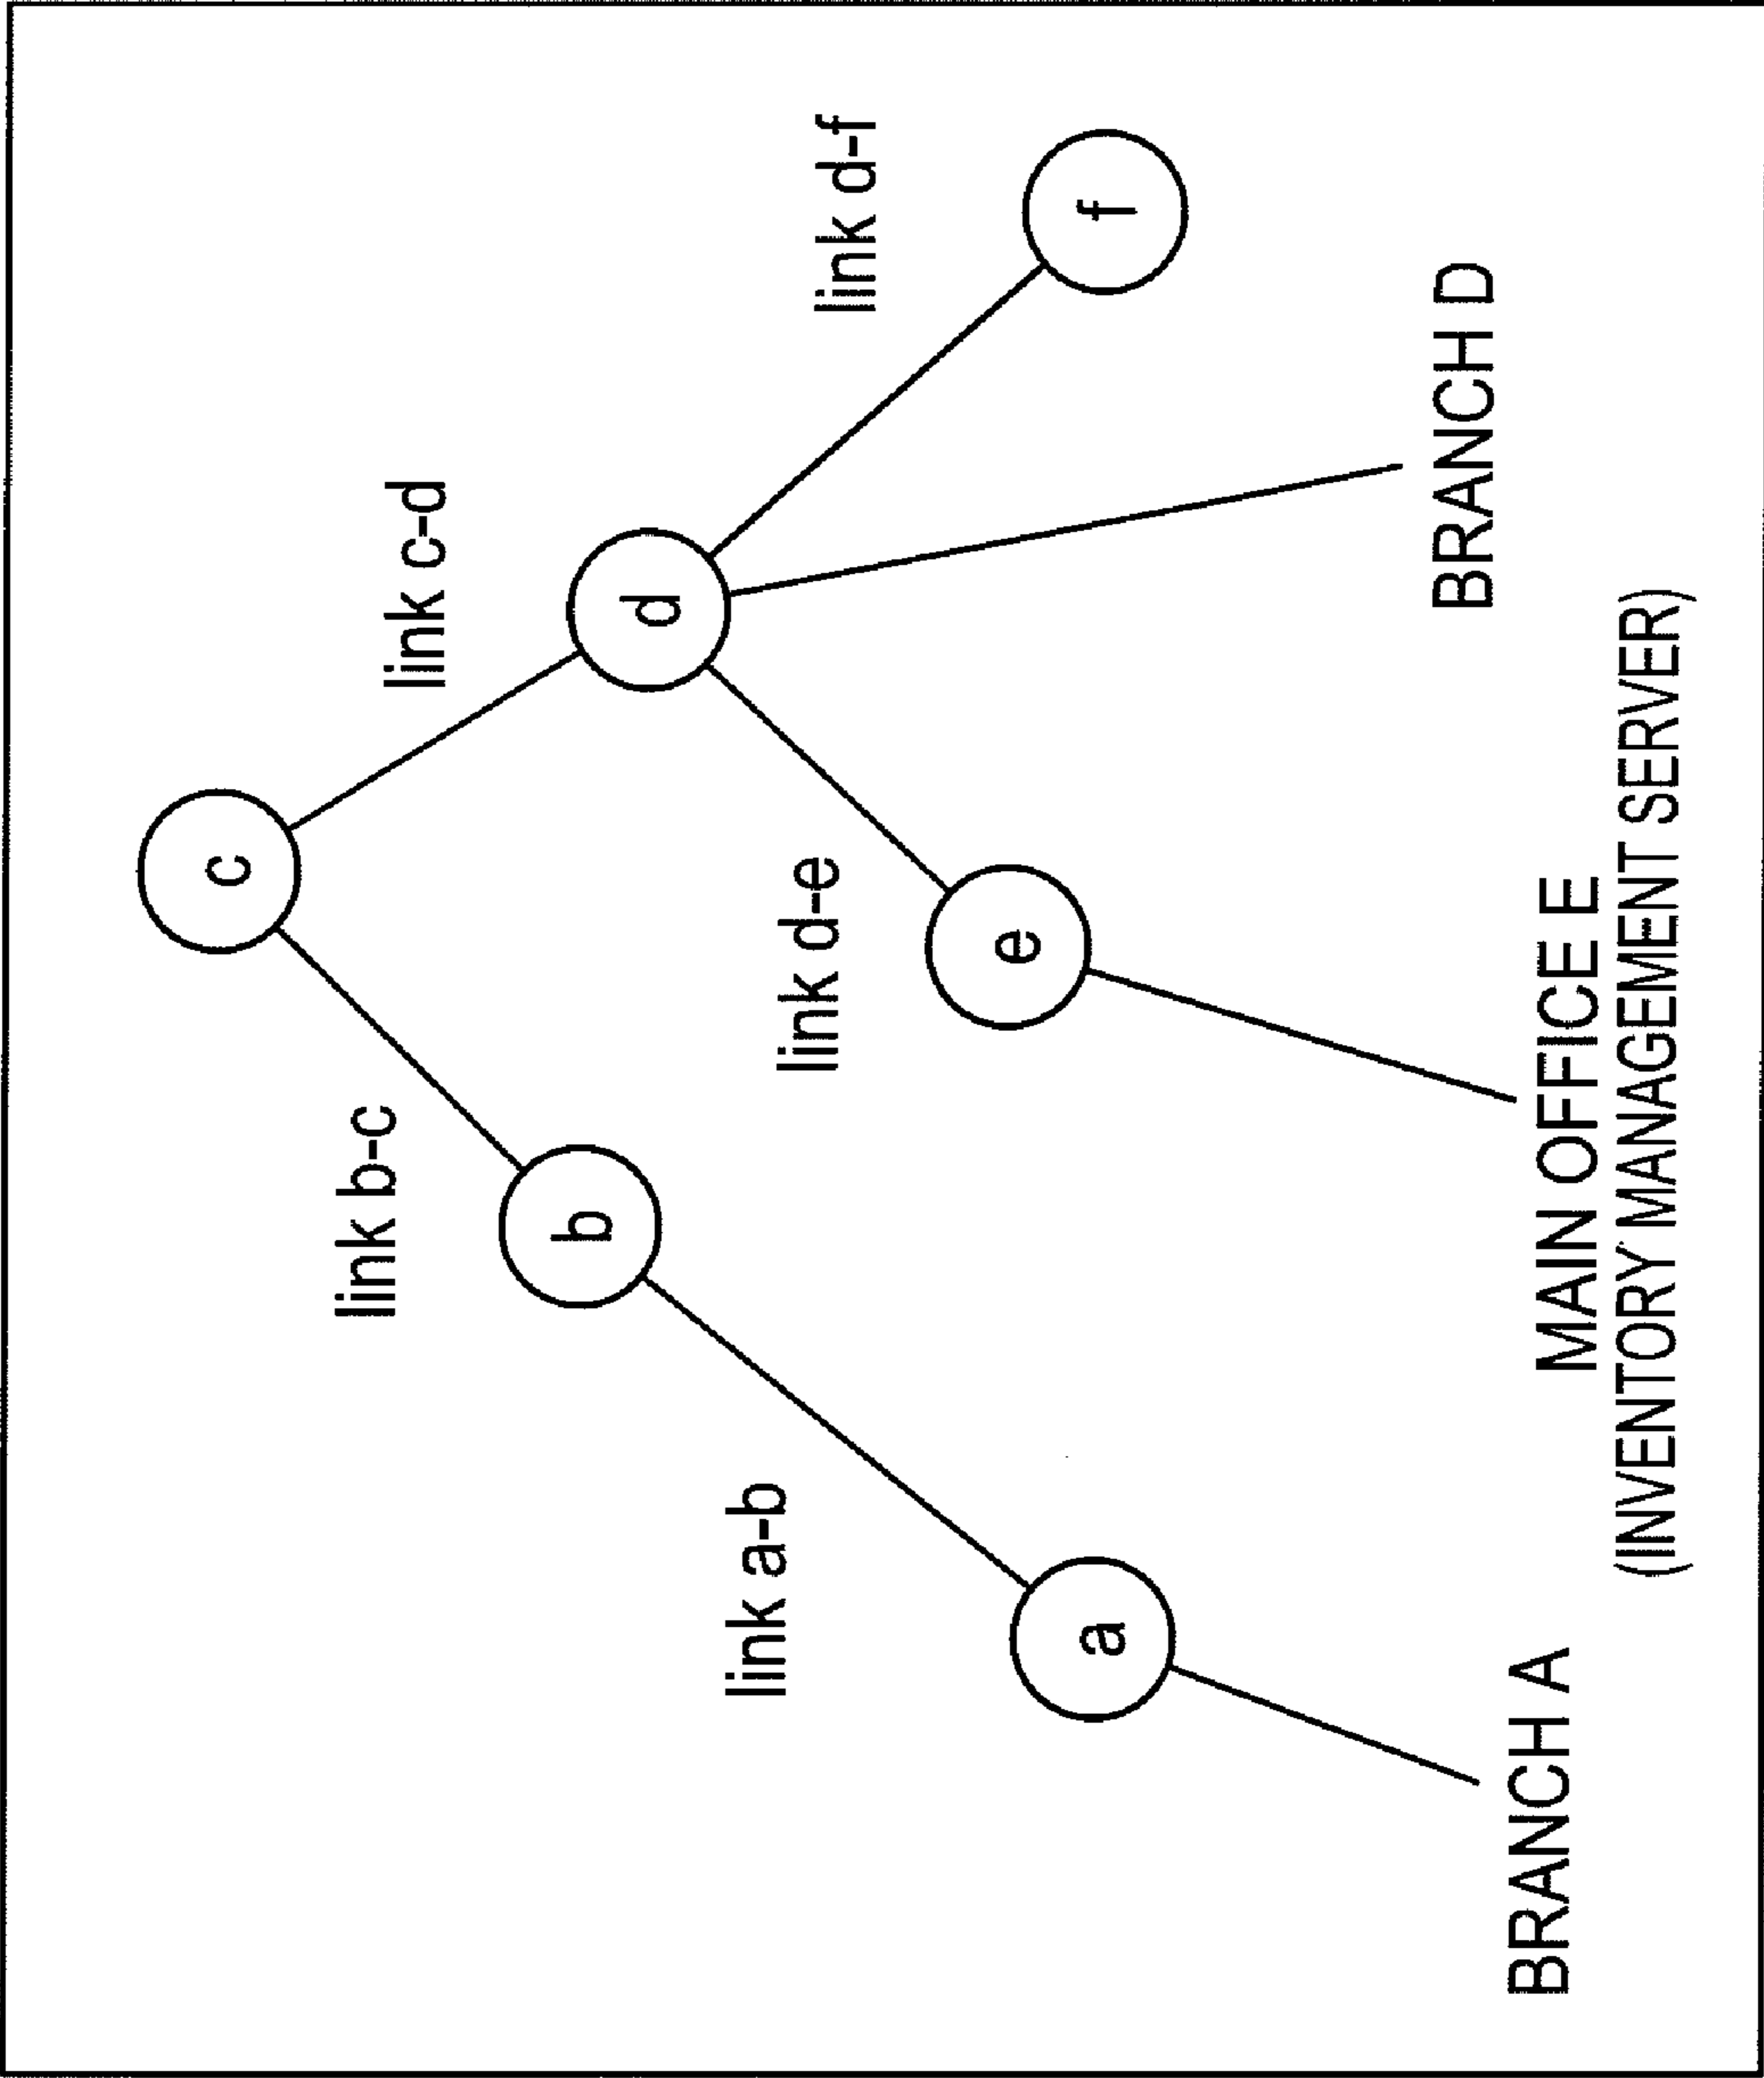 c
link b-c
link c-d
b
d
link a-b
link d-e
link d-f
a
e
f
BRANCH D
BRANCH A
MAIN OFFICE E
(INVENTORY MANAGEMENT SERVER)